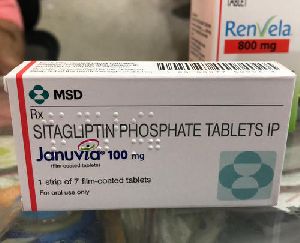 TABLET
RenVela
800 mg
MSD
Rx
SITAGLIPTIN PHOSPHATE TABLETS IP
Januvia 100 mg
(film-coated tablets)
1 strip of 7 film-coated tablets
For oral use only